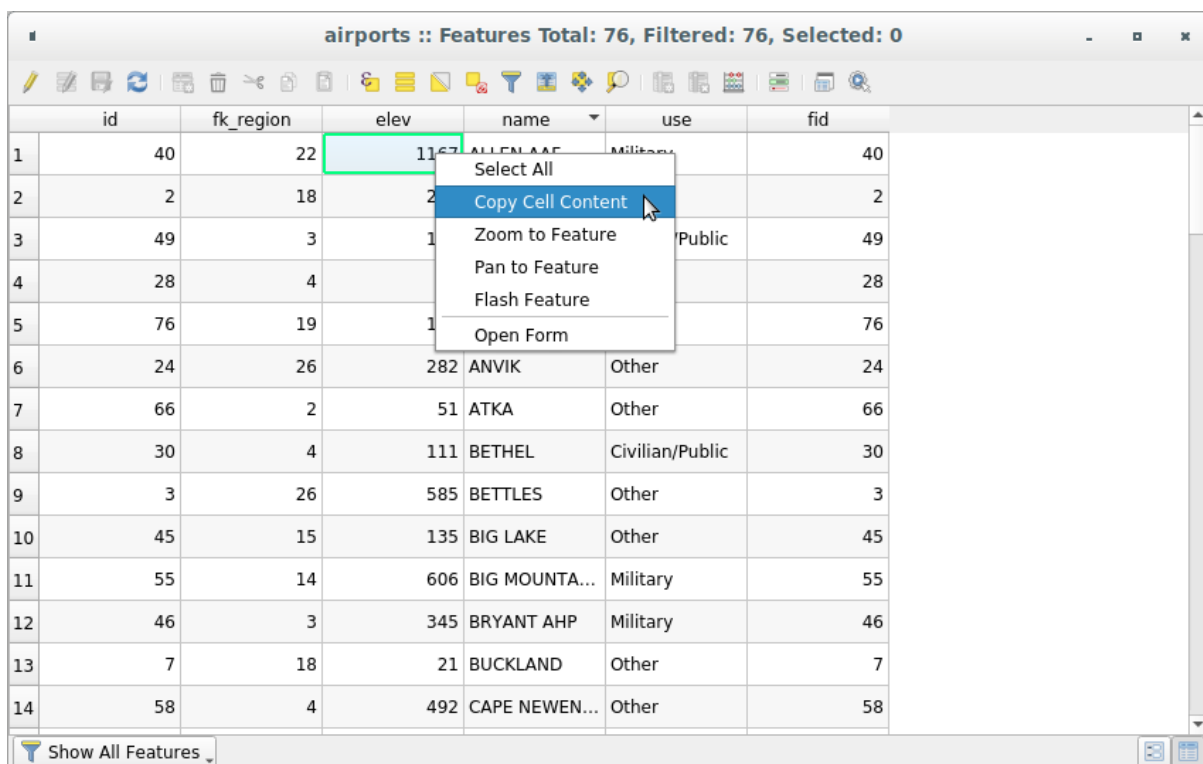 airports :: Features Total: 76, Filtered: 76, Selected: 0
id fk_region elev name use fid
1 40 22 1167 ALLEN AAF Military 40
Select All
2 2 18 2
Copy Cell Content
3 49 3 /Public 49
Zoom to Feature
4 28 4 28
Pan to Feature
5 76 19 76
Flash Feature
Open Form
6 24 26 282 ANVIK Other 24
7 66 2 51 ATKA Other 66
8 30 4 111 BETHEL Civilian/Public 30
9 3 26 585 BETTLES Other 3
10 45 15 135 BIG LAKE Other 45
11 55 14 606 BIG MOUNTA... Military 55
12 46 3 345 BRYANT AHP Military 46
13 7 18 21 BUCKLAND Other 7
14 58 4 492 CAPE NEWEN... Other 58
Show All Features